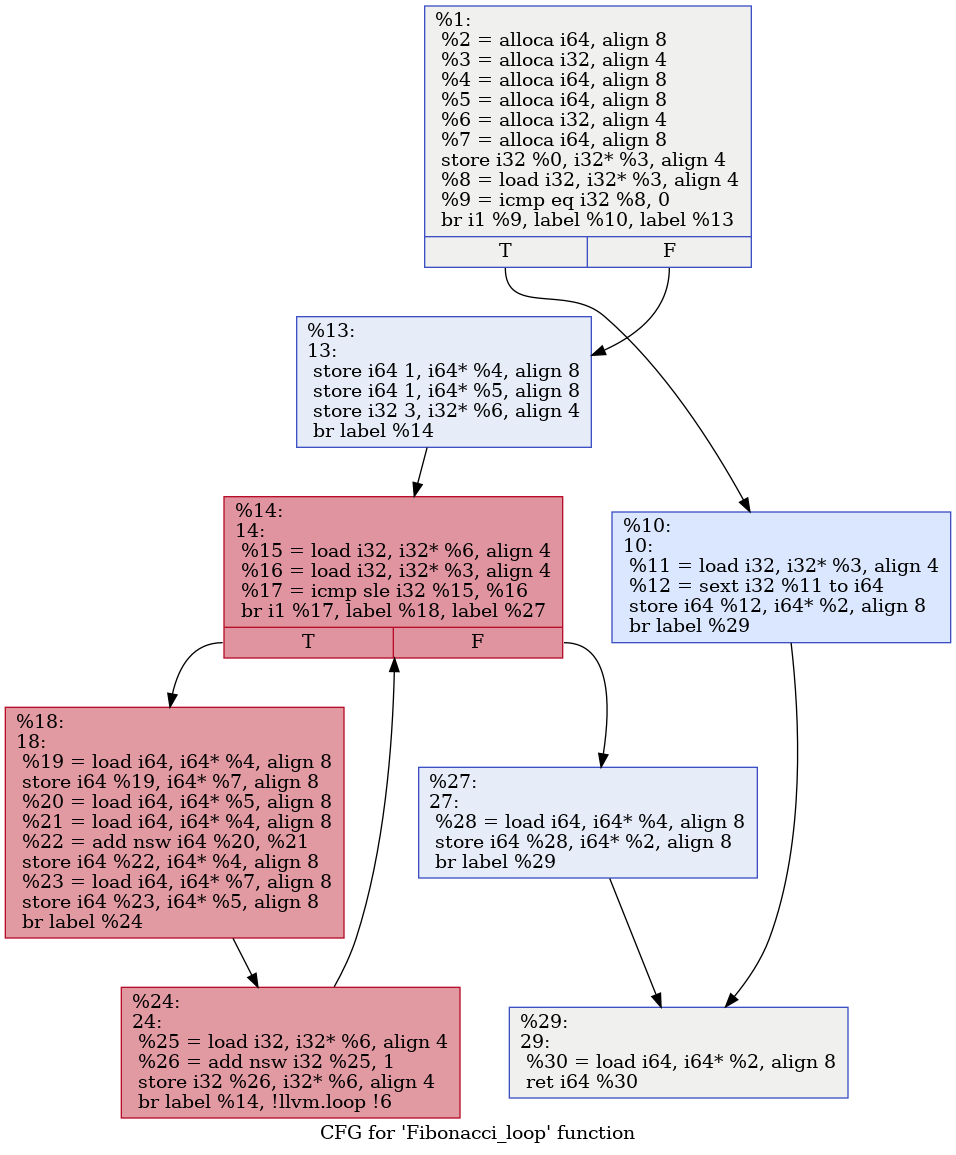 %1:
%2 = alloca i64, align 8
%3 = alloca i32, align 4
%4 = alloca i64, align 8
%5 = alloca i64, align 8
%6 = alloca i32, align 4
%7 = alloca i64, align 8
store i32 %0, i32* %3, align 4
%8 = load i32, i32* %3, align 4
%9 = icmp eq i32 %8, 0
br i1 %9, label %10, label %13
T F
%13:
13:
store i64 1, i64* %4, align 8
store i64 1, i64* %5, align 8
store i32 3, i32* %6, align 4
br label %14
%14:
14:
%15 = load i32, i32* %6, align 4
%16 = load i32, i32* %3, align 4
%17 = icmp sle i32 %15, %16
br i1 %17, label %18, label %27
T F
%10:
10:
%11 = load i32, i32* %3, align 4
%12 = sext i32 %11 to i64
store i64 %12, i64* %2, align 8
br label %29
%18:
18:
%19 = load i64, i64* %4, align 8
store i64 %19, i64* %7, align 8
%20 = load i64, i64* %5, align 8
%21 = load i64, i64* %4, align 8
%22 = add nsw i64 %20, %21
store i64 %22, i64* %4, align 8
%23 = load i64, i64* %7, align 8
store i64 %23, i64* %5, align 8
br label %24
%27:
27:
%28 = load i64, i64* %4, align 8
store i64 %28, i64* %2, align 8
br label %29
%24:
24:
%25 = load i32, i32* %6, align 4
%26 = add nsw i32 %25, 1
store i32 %26, i32* %6, align 4
br label %14, !llvm.loop !6
%29:
29:
%30 = load i64, i64* %2, align 8
ret i64 %30
CFG for 'Fibonacci_loop' function